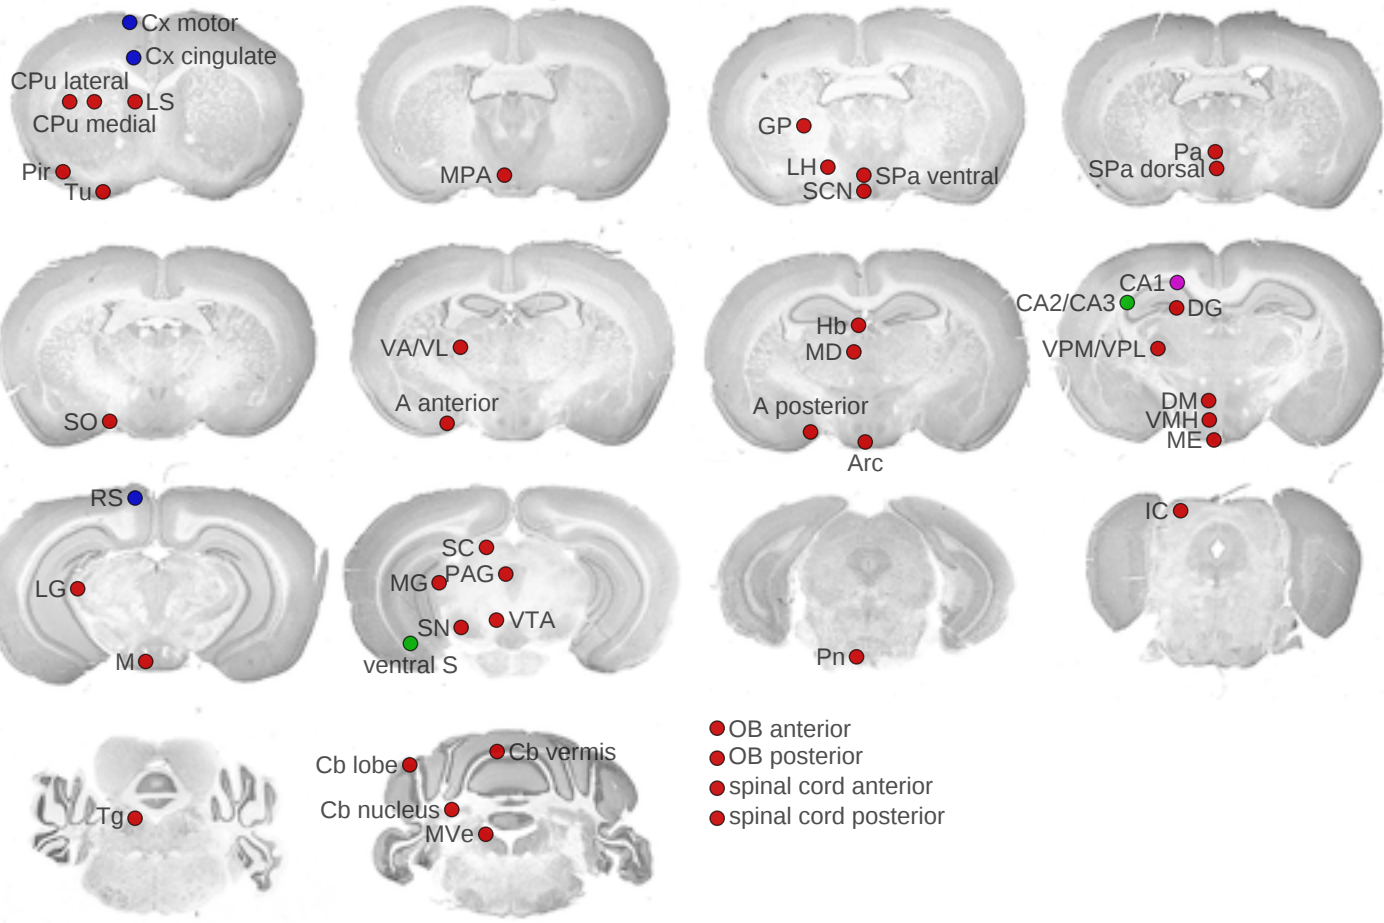 Cx motor
Cx cingulate
CPu lateral
LS
CPu medial
Pir
Tu
MPA
GP
LH
SPa ventral
SCN
Pa
SPa dorsal
SO
VA/VL
A anterior
Hb
MD
A posterior
Arc
CA1
CA2/CA3
DG
VPM/VPL
DM
VMH
ME
RS
LG
M
SC
MG
PAG
SN
VTA
ventral S
Pn
IC
Tg
Cb vermis
Cb lobe
Cb nucleus
MVe
OB anterior
OB posterior
spinal cord anterior
spinal cord posterior